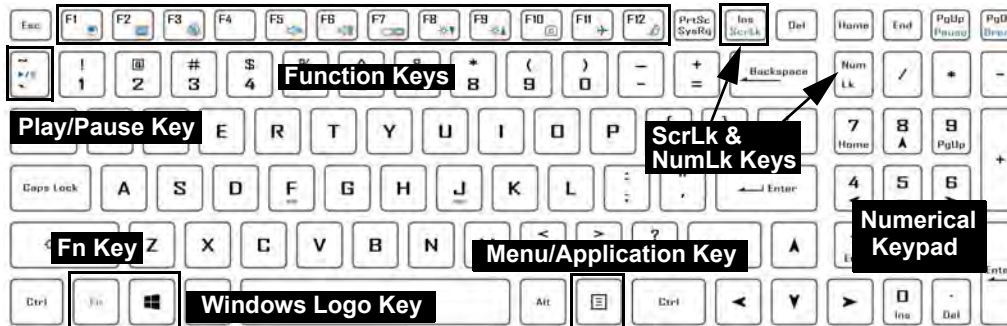 Esc F1 F2 F3 F4 F5 F6 F7 F8 F9 F10 F11 F12 PrtSc Ins Del Home End PgUp
SysRq ScrLk Pause
~ ! @ # $ * ( ) — + Backspace Num / * -
1 2 3 4 Function Keys 8 9 0 - = Lk
Play/Pause Key E R T Y U I O P ScrLk & 7 8 9
NumLk Keys Home PgUp +
Caps Lock A S D F G H J K L : " Enter 4 5 6
; '
Fn Key Z X C V B N Menu/Application Key Numerical
Keypad
Ctrl Fn Windows Logo Key Alt Ctrl 0 .
Ins Del